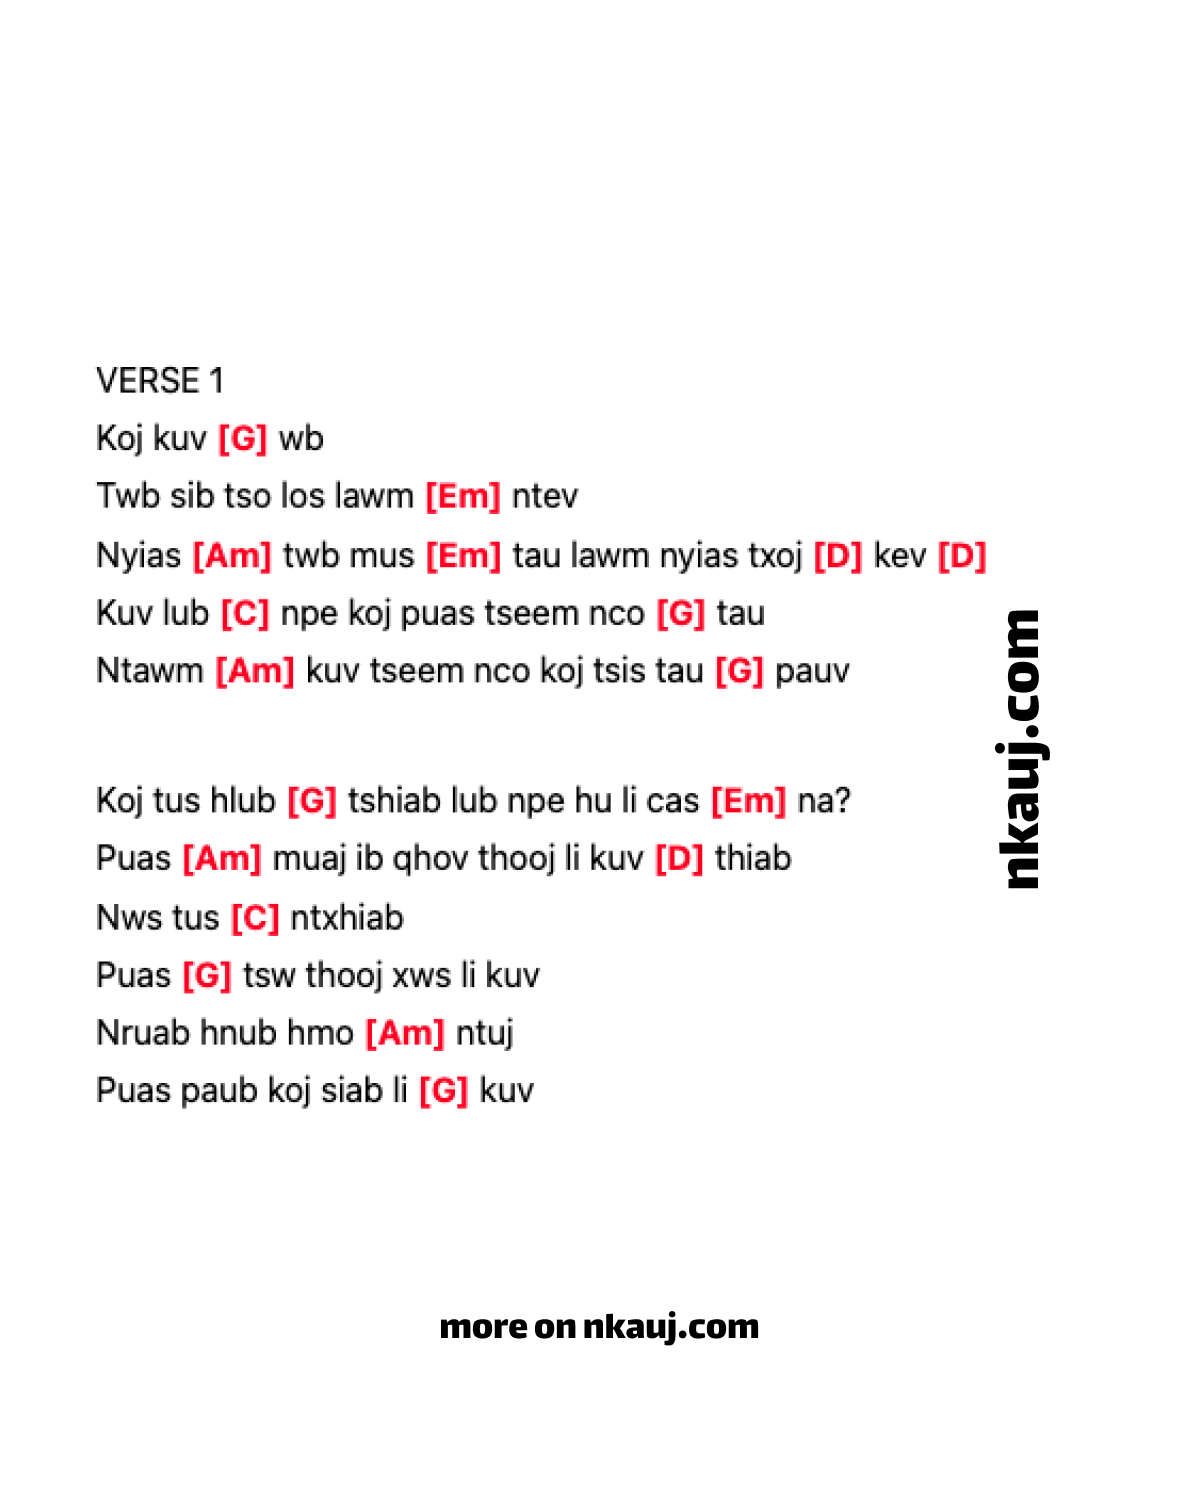 VERSE 1
Koj kuv [G] wb
Twb sib tso los lawm [Em] ntev
Nyias [Am] twb mus [Em] tau lawm nyias txoj [D] kev [D]
Kuv lub [C] npe koj puas tseem nco [G] tau
Ntawm [Am] kuv tseem nco koj tsis tau [G] pauv
Koj tus hlub [G] tshiab lub npe hu li cas [Em] na?
Puas [Am] muaj ib qhov thooj li kuv [D] thiab
Nws tus [C] ntxhiab
Puas [G] tsw thooj xws li kuv
Nruab hnub hmo [Am] ntuj
Puas paub koj siab li [G] kuv
nkauj.com
more on nkauj.com